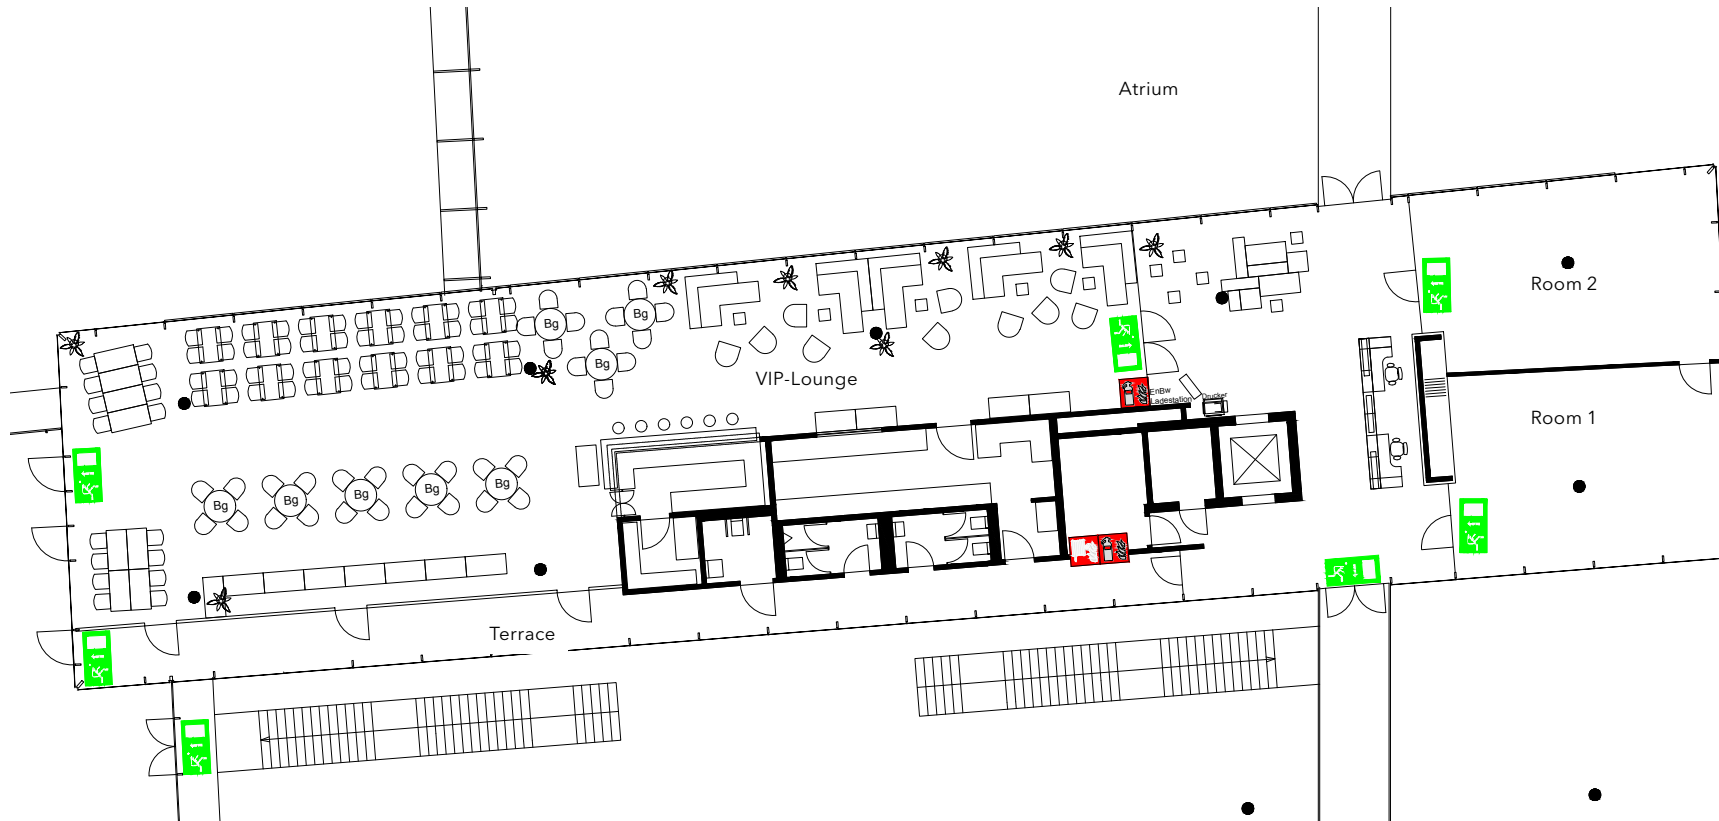 Atrium
Room 2
Bg
Bg
Bg
VIP-Lounge
EnBw
Ladestation
Drucker
Room 1
Bg
Bg
Bg
Bg
Bg
Terrace